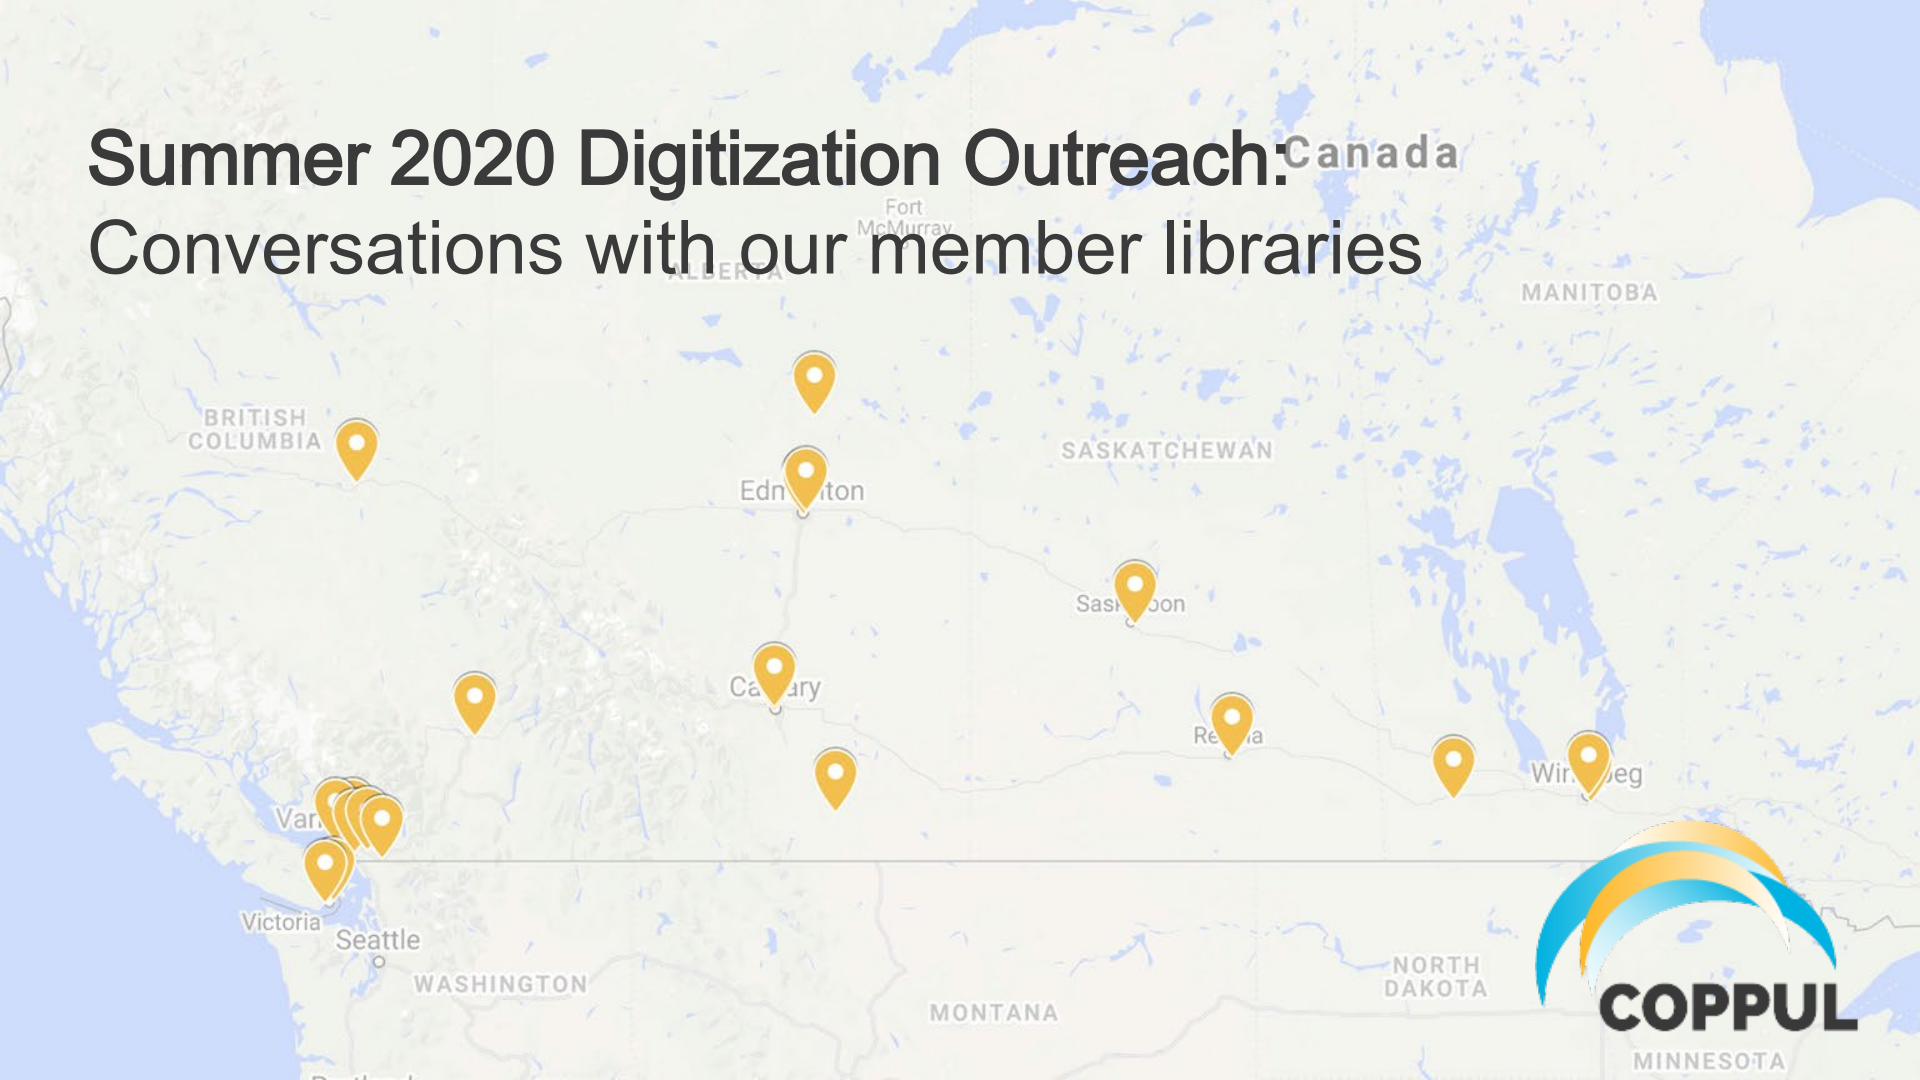 Summer 2020 Digitization Outreach:
Canada
Conversations with our member libraries
Fort
McMurray
ALBERTA
MANITOBA
BRITISH
COLUMBIA
SASKATCHEWAN
Victoria
Seattle
WASHINGTON
MONTANA
NORTH
DAKOTA
COPPUL
MINNESOTA